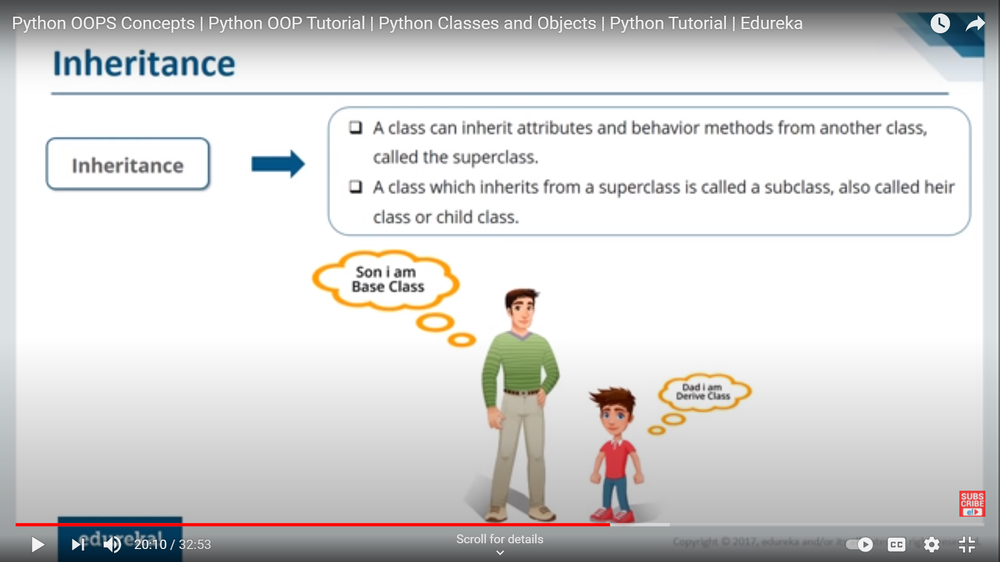 Python OOPS Concepts | Python OOP Tutorial | Python Classes and Objects | Python Tutorial | Edureka
Inheritance
Inheritance
A class can inherit attributes and behavior methods from another class,
called the superclass.
A class which inherits from a superclass is called a subclass, also called heir
class or child class.
Son i am
Base Class
Dad i am
Derive Class
SUBS
CRIBE
e!
edureka!
20:10 / 32:53
Scroll for details
Copyright © 2017, edureka and/or its
CC